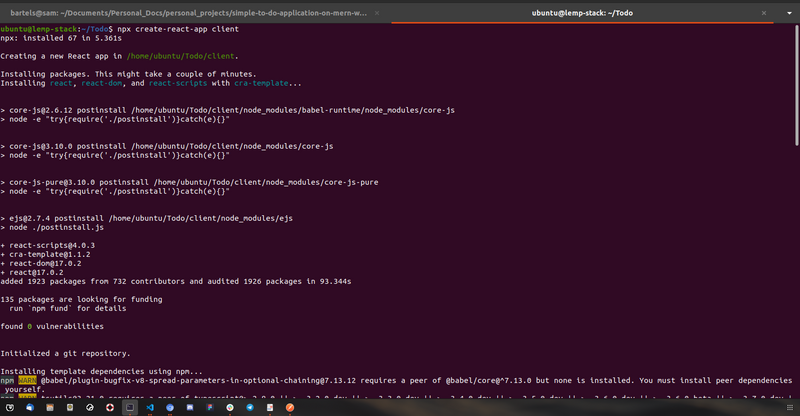 bartels@sam: ~/Documents/Personal_Docs/personal_projects/simple-to-do-application-on-mern-w...
ubuntu@lemp-stack: ~/Todo
ubuntu@lemp-stack:~/Todo$ npx create-react-app client
npx: installed 67 in 5.361s
Creating a new React app in /home/ubuntu/Todo/client.
Installing packages. This might take a couple of minutes.
Installing react, react-dom, and react-scripts with cra-template...
> core-js@2.6.12 postinstall /home/ubuntu/Todo/client/node_modules/babel-runtime/node_modules/core-js
> node -e "try{require('./postinstall')}catch(e){}"
> core-js@3.10.0 postinstall /home/ubuntu/Todo/client/node_modules/core-js
> node -e "try{require('./postinstall')}catch(e){}"
> core-js-pure@3.10.0 postinstall /home/ubuntu/Todo/client/node_modules/core-js-pure
> node -e "try{require('./postinstall')}catch(e){}"
> ejs@2.7.4 postinstall /home/ubuntu/Todo/client/node_modules/ejs
> node ./postinstall.js
+ react-scripts@4.0.3
+ cra-template@1.1.2
+ react-dom@17.0.2
+ react@17.0.2
added 1923 packages from 732 contributors and audited 1926 packages in 93.344s
135 packages are looking for funding
run `npm fund` for details
found 0 vulnerabilities
Initialized a git repository.
Installing template dependencies using npm...
npm WARN @babel/plugin-bugfix-v8-spread-parameters-in-optional-chaining@7.13.12 requires a peer of @babel/core@^7.13.0 but none is installed. You must install peer dependencies
yourself.